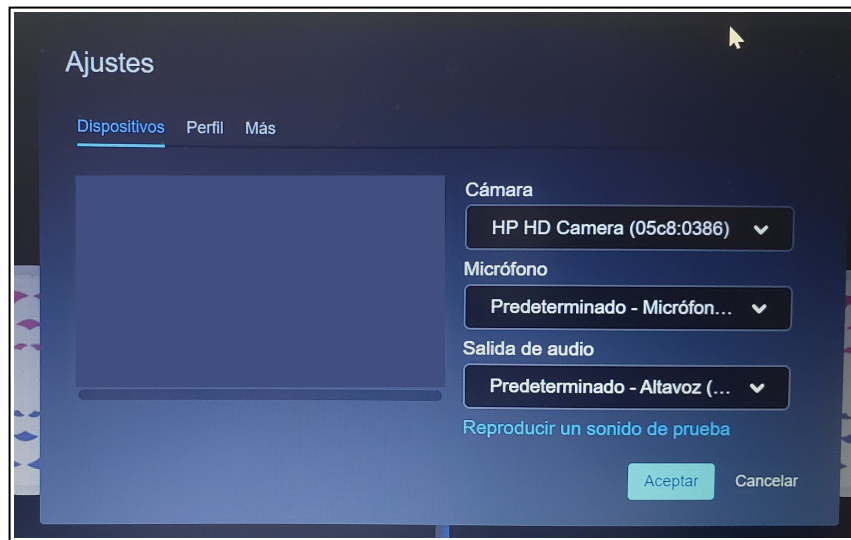 Ajustes
Dispositivos Perfil Más
Cámara
HP HD Camera (05c8:0386)
Micrófono
Predeterminado - Micrófon...
Salida de audio
Predeterminado - Altavoz (...
Reproducir un sonido de prueba
Aceptar Cancelar